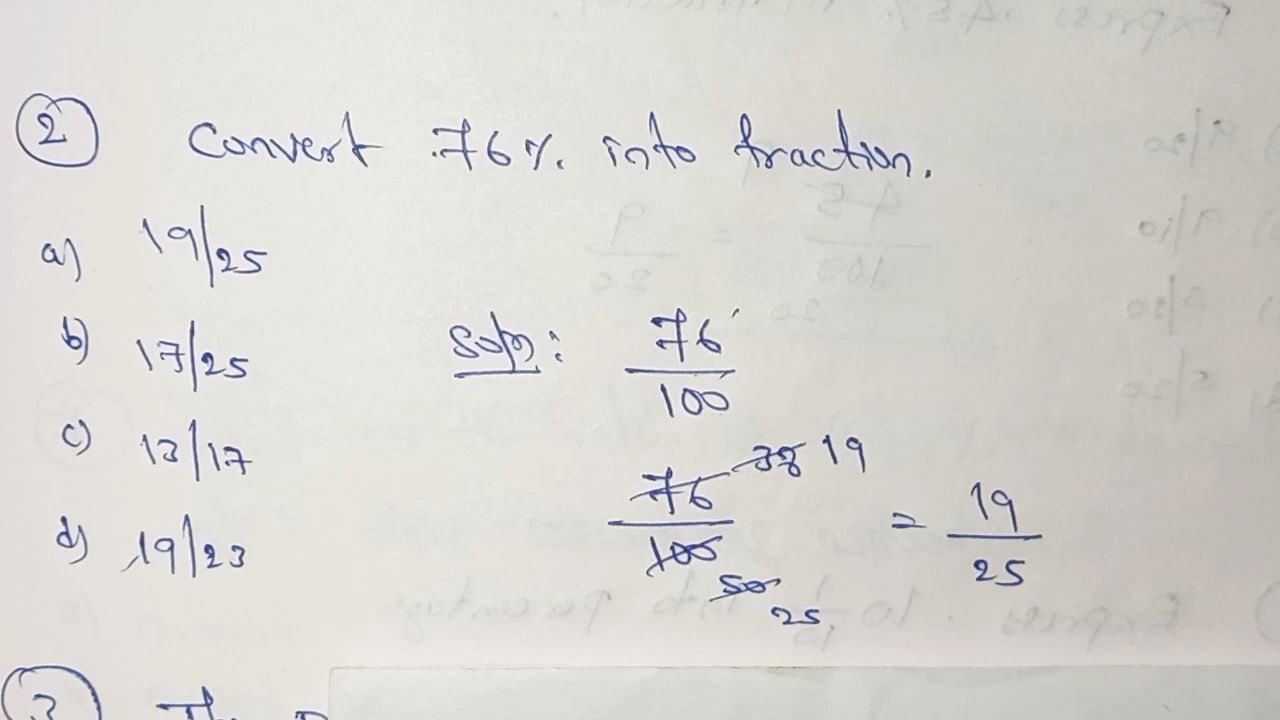 2 Convert 76% into fraction.
a) 19/25
b) 17/25
Soln: 76/100
c) 13/17
76 38 19
100 50 25
= 19/25
d) 19/23
3